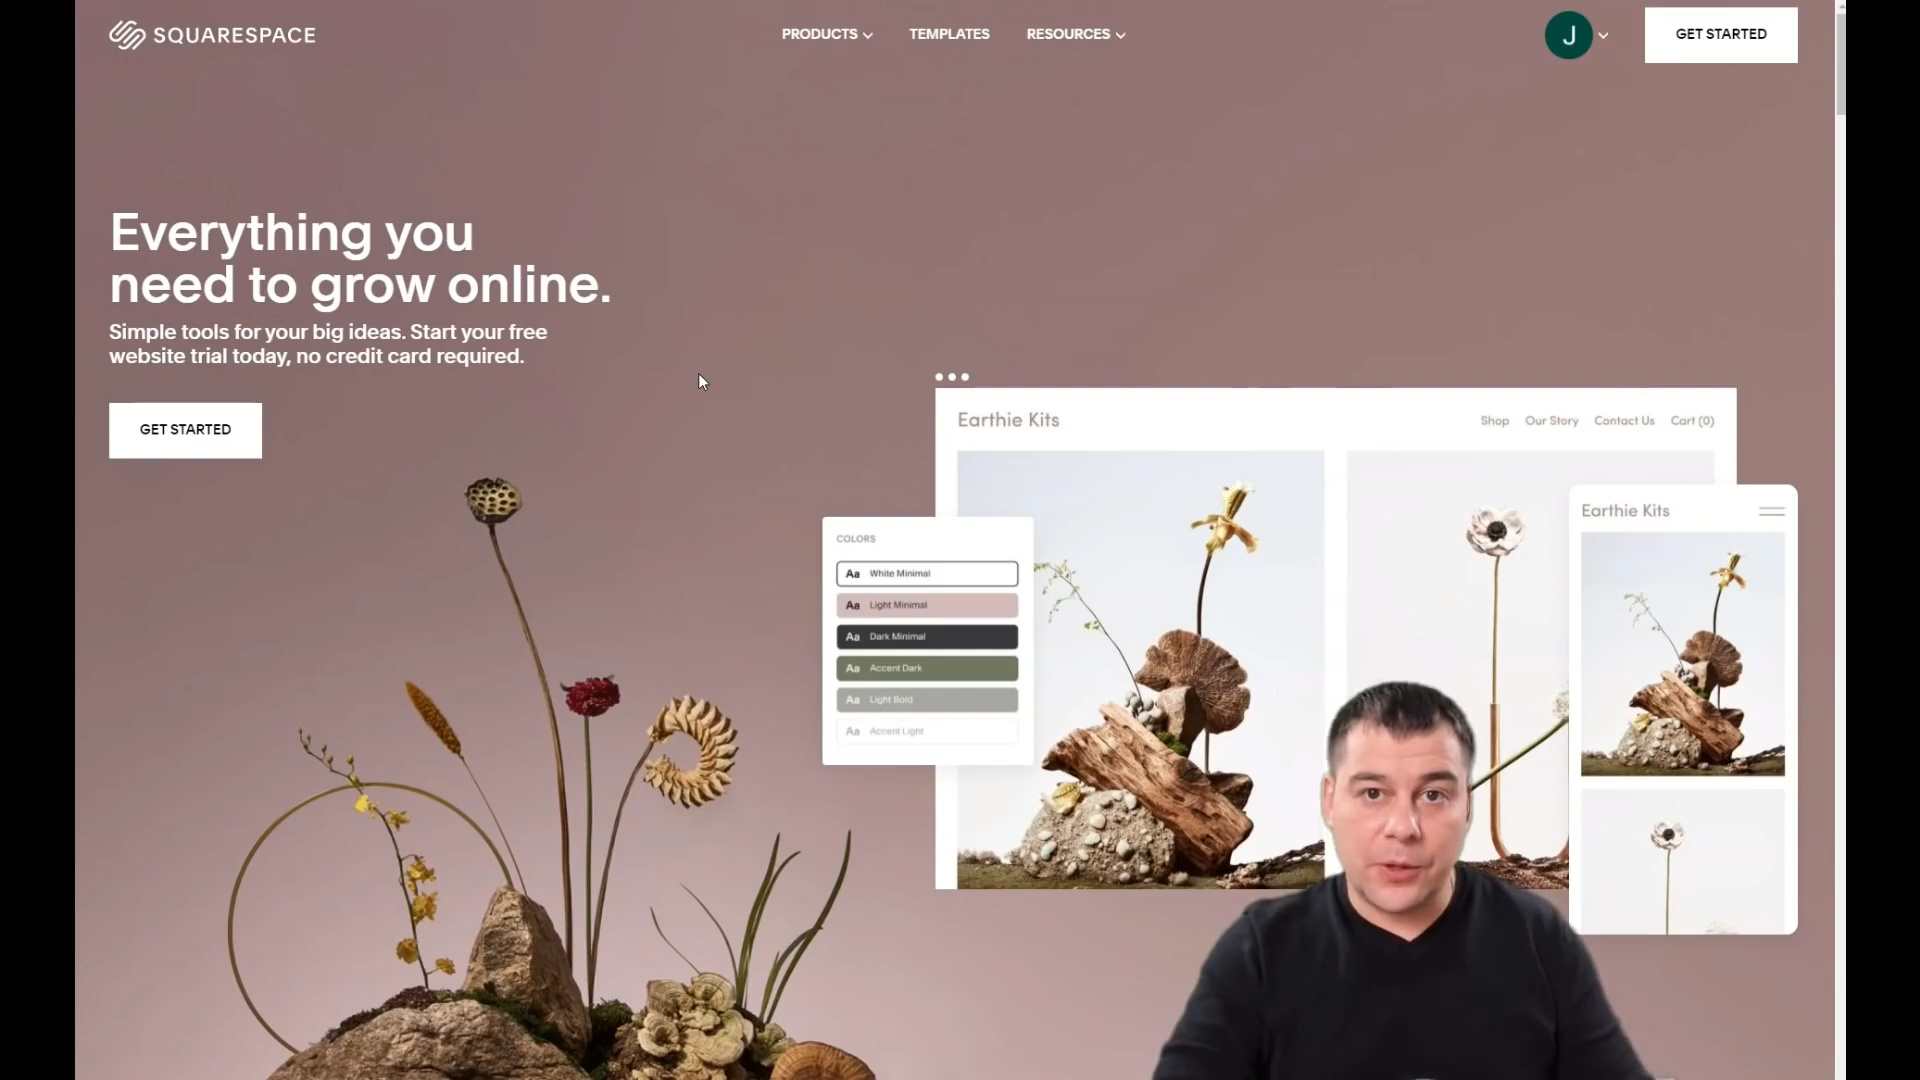 SQUARESPACE
PRODUCTS
TEMPLATES
RESOURCES
J
GET STARTED
Everything you
need to grow online.
Simple tools for your big ideas. Start your free
website trial today, no credit card required.
GET STARTED
Earthie Kits
Shop
Our Story
Contact Us
Cart (0)
Earthie Kits
COLORS
Aa White Minimal
Aa Light Minimal
Aa Dark Minimal
Aa Accent Dark
Aa Light Bold
Aa Accent Light